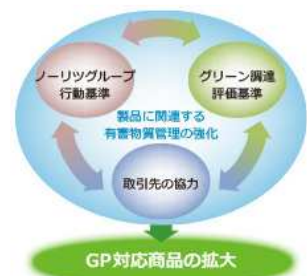 ノーリツグループ
行動基準
グリーン調達
評価基準
製品に関連する
有害物質管理の強化
取引先の協力
GP対応商品の拡大